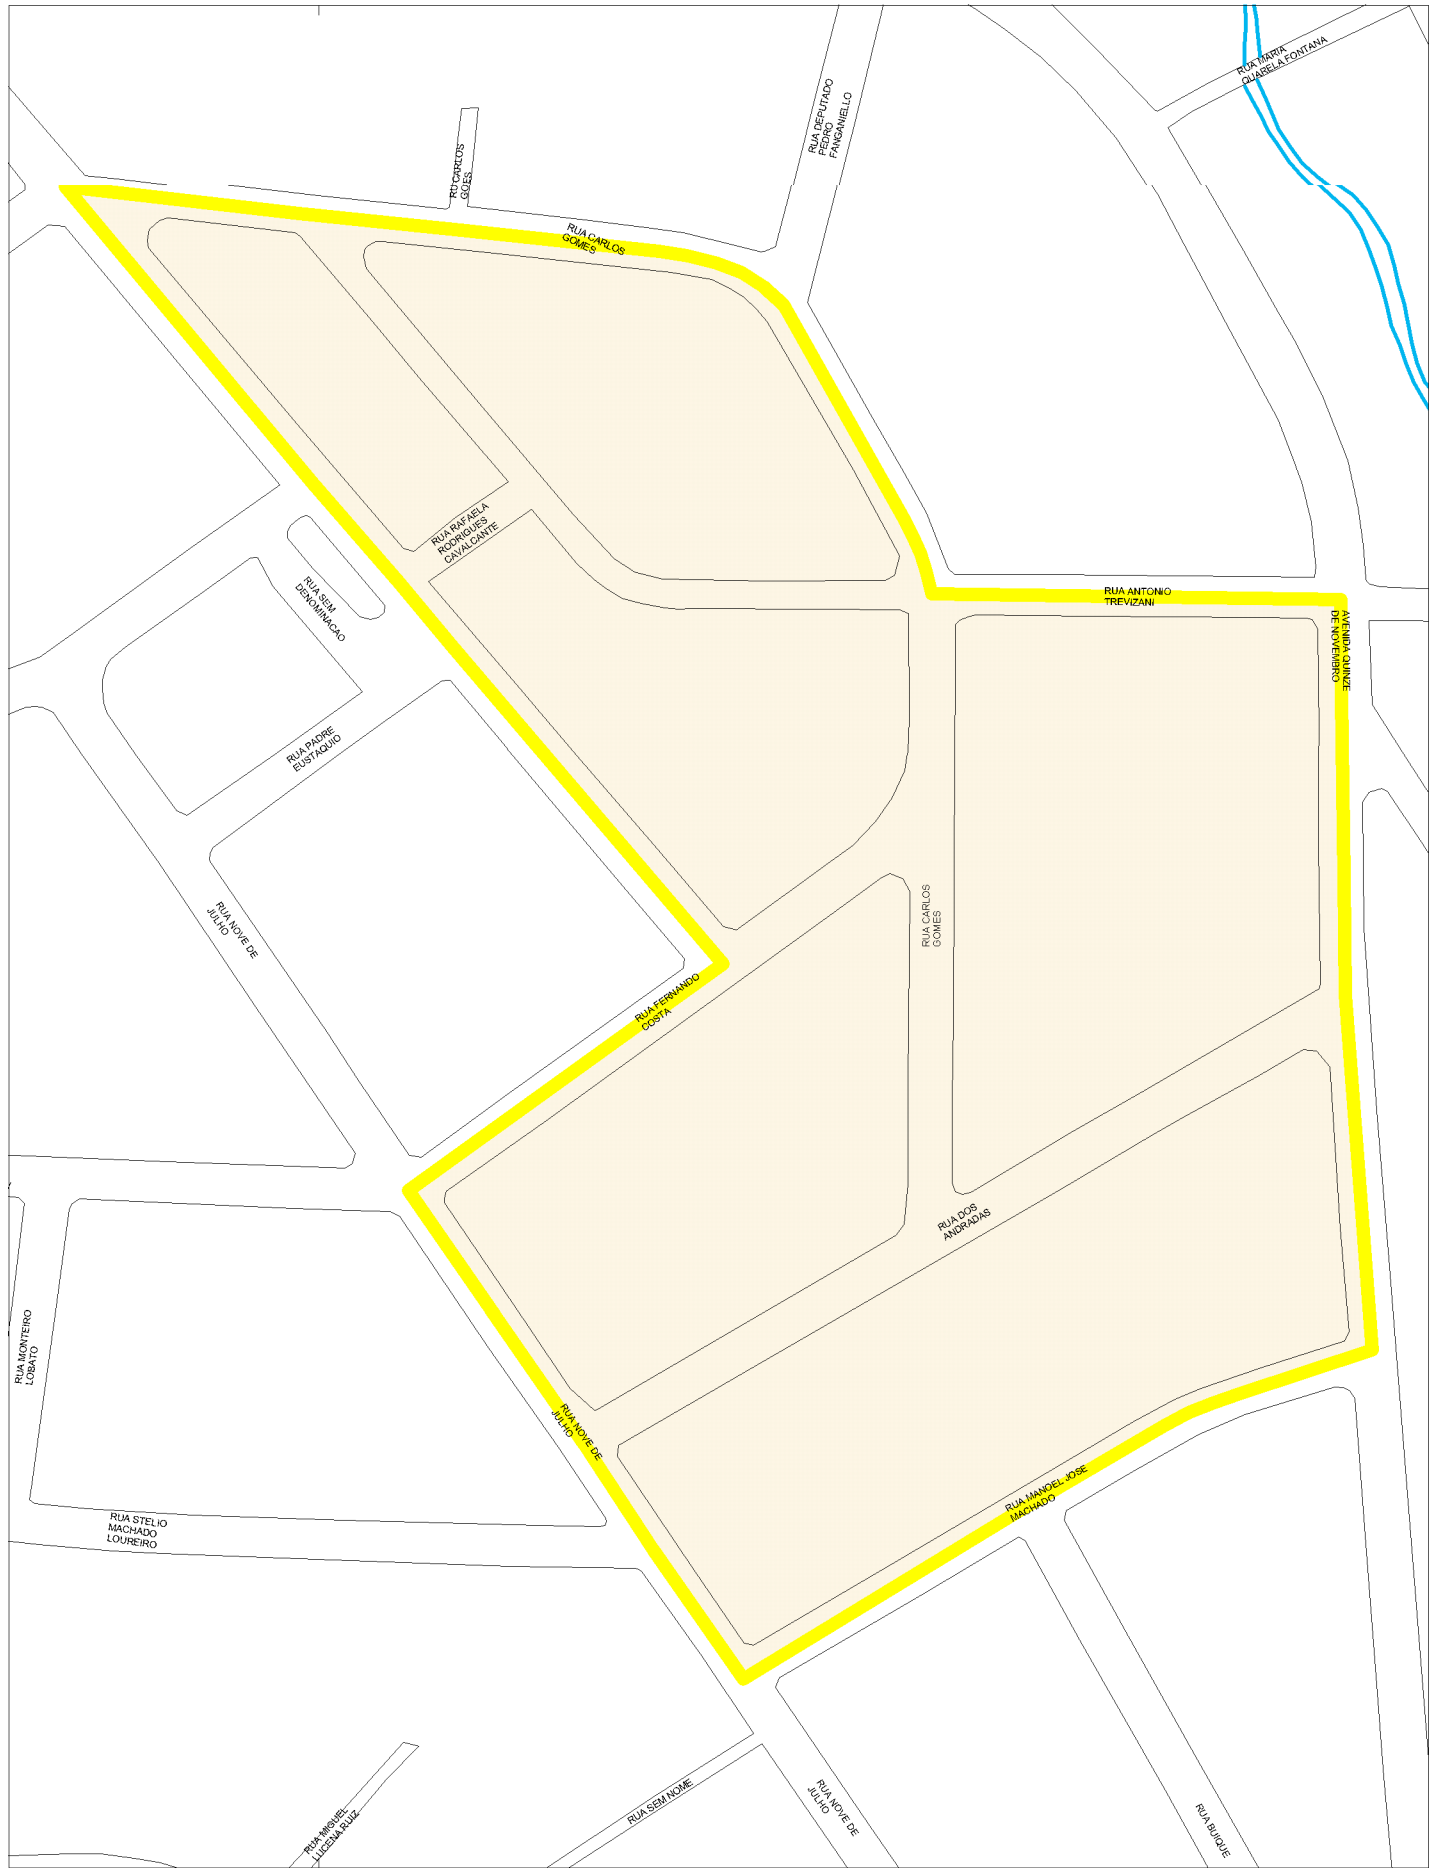 RUA MARIA
QUARELA FONTANA
RUA DEPUTADO
PEDRO
FANGANIELLO
RU CARLOS
GOES
RUA CARLOS
GOMES
RUA RAFAELA
RODRIGUES
CAVALCANTE
RUA SEM
DENOMINACAO
RUA ANTONIO
TREVIZANI
AVENIDA QUINZE
DE NOVEMBRO
RUA PADRE
EUSTAQUIO
RUA NOVE DE
JULHO
RUA CARLOS
GOMES
RUA FERNANDO
COSTA
RUA DOS
ANDRADAS
RUA MONTEIRO
LOBATO
RUA NOVE DE
JULHO
RUA MANOEL JOSE
MACHADO
RUA STELIO
MACHADO
LOUREIRO
RUA MIGUEL
LUCENA RUIZ
RUA SEM NOME
RUA NOVE DE
JULHO
RUA BUIQUE